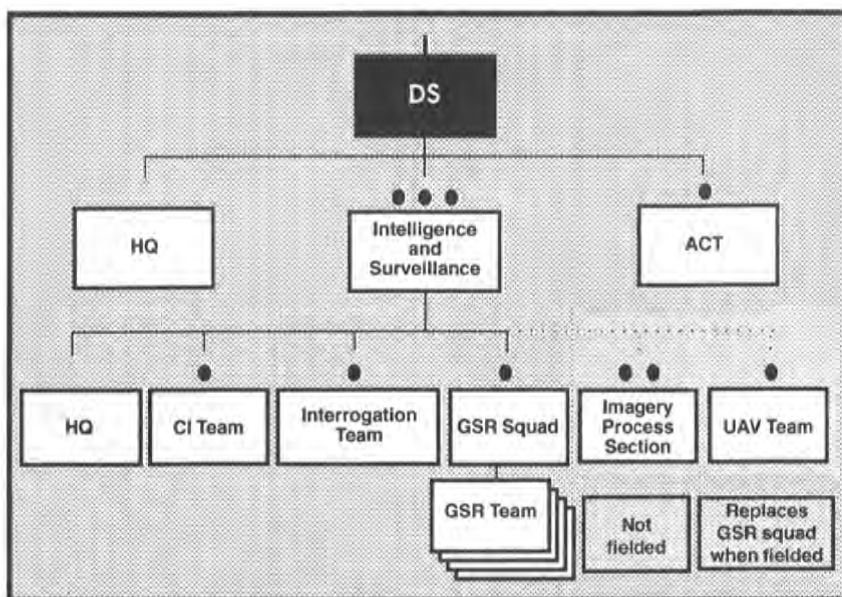 DS
HQ
Intelligence
and
Surveillance
ACT
HQ
CI Team
Interrogation
Team
GSR Squad
Imagery
Process
Section
UAV Team
GSR Team
Not
fielded
Replaces
GSR squad
when fielded